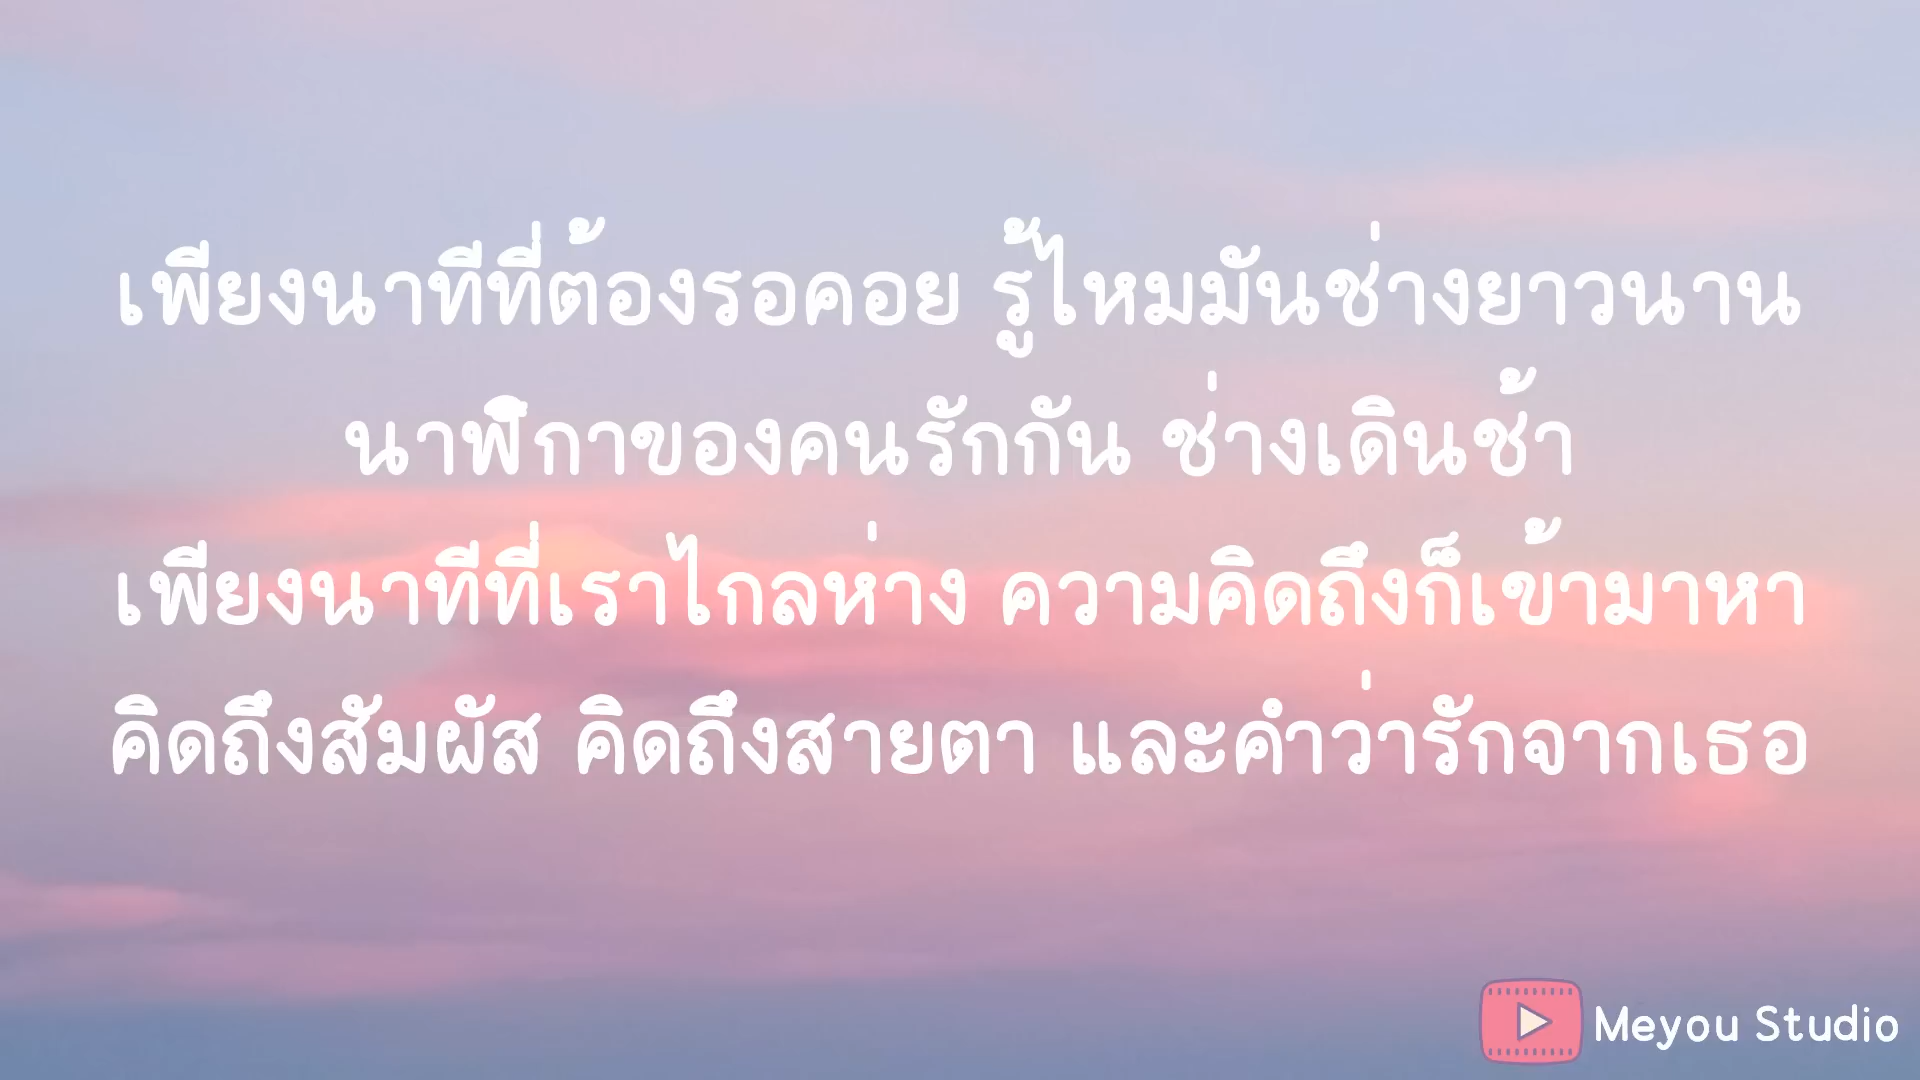 เพียงนาทีที่ต้องรอคอย รู้ไหมมันช่างยาวนาน
นาฬิกาของคนรักกัน ช่างเดินช้า
เพียงนาทีที่เราไกลห่าง ความคิดถึงก็เข้ามาหา
คิดถึงสัมผัส คิดถึงสายตา และคำว่ารักจากเธอ
Meyou Studio